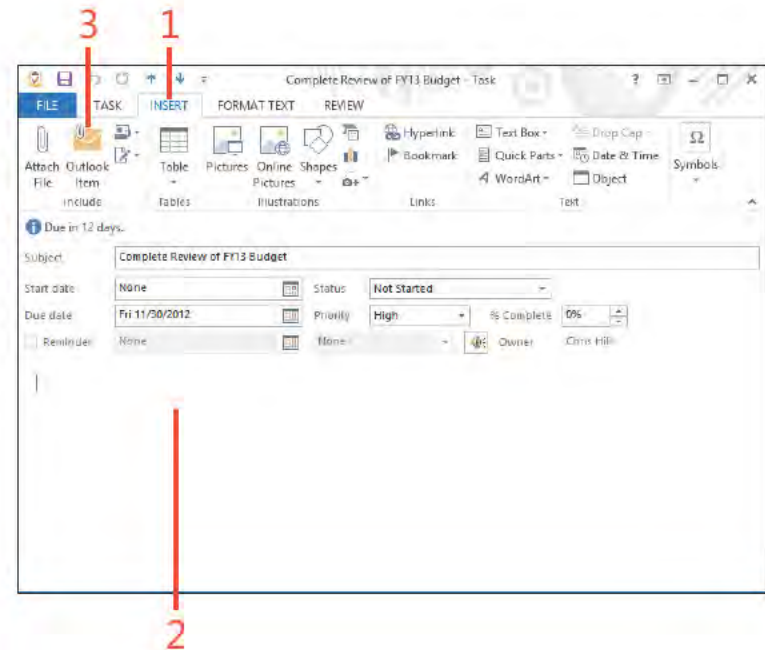 3 1
Complete Review of FY13 Budget - Task ?
FILE TASK INSERT FORMAT TEXT REVIEW
Hyperlink Text Box Drop Cap Ω
Bookmark Quick Parts Date & Time
Attach Outlook Table Pictures Online Shapes WordArt Object Symbols
File Item Pictures
Include Tables Illustrations Links Text
Due in 12 days.
Subject Complete Review of FY13 Budget
Start date None Status Not Started
Due date Fri 11/30/2012 Priority High % Complete 0%
Reminder None None Owner Chris Hill
2